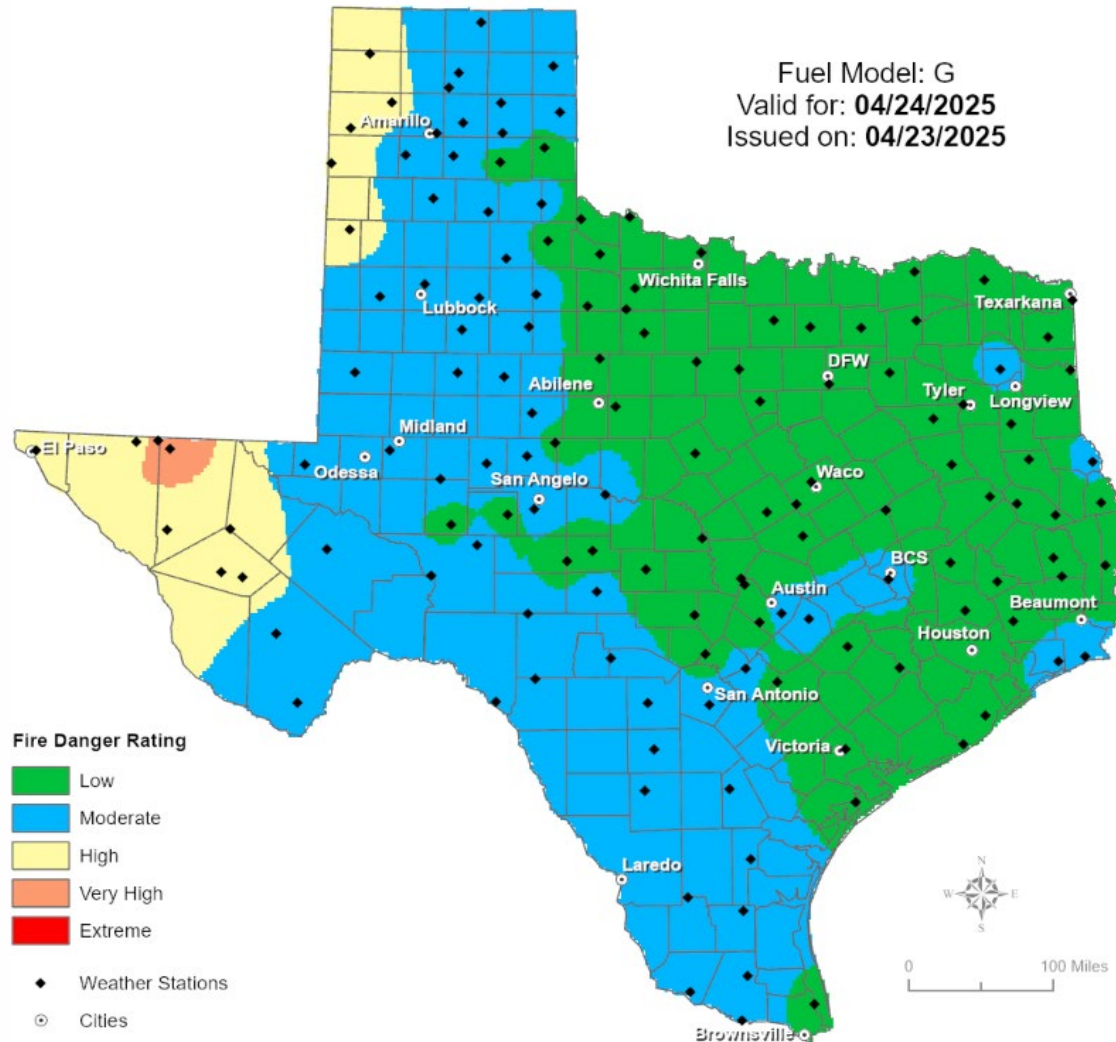 Fuel Model: G
Valid for: 04/24/2025
Issued on: 04/23/2025
Amarillo
Wichita Falls
Lubbock
Texarkana
DFW
Abilene
Tyler
Longview
Midland
El Paso
Odessa
San Angelo
Waco
BCS
Austin
Beaumont
Houston
San Antonio
Victoria
Laredo
Brownsville
Fire Danger Rating
Low
Moderate
High
Very High
Extreme
Weather Stations
Cities
N
W E
S
0 100 Miles